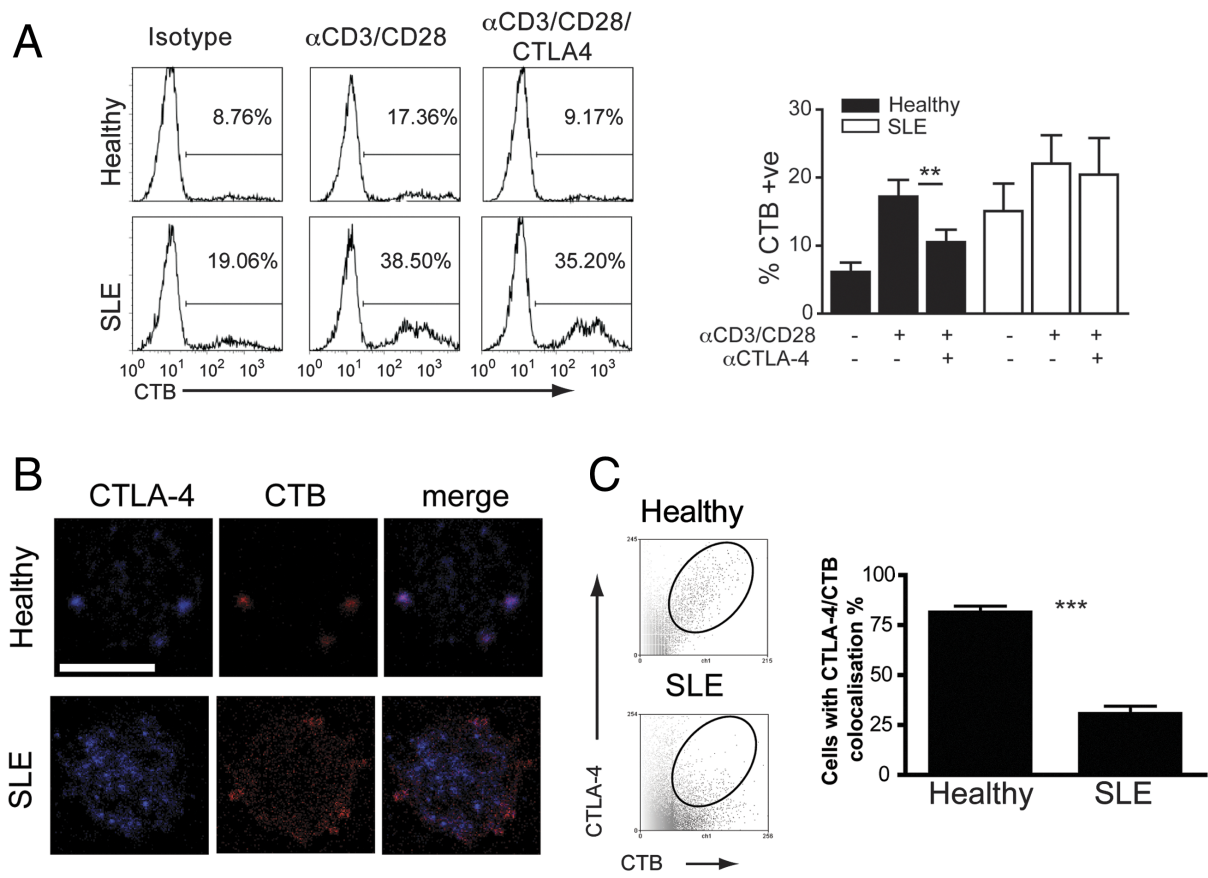 A
Isotype
αCD3/CD28
αCD3/CD28/
CTLA4
Healthy
8.76%
17.36%
9.17%
SLE
19.06%
38.50%
35.20%
10⁰ 10¹ 10² 10³
10⁰ 10¹ 10² 10³
10⁰ 10¹ 10² 10³
CTB
Healthy
SLE
% CTB +ve
30
20
10
0
**
αCD3/CD28 - + + - + +
αCTLA-4 - - + - - +
B
CTLA-4
CTB
merge
Healthy
SLE
C
Healthy
245
0
ch1
215
SLE
254
0
ch1
258
CTLA-4
CTB
Cells with CTLA-4/CTB
colocalisation %
100
75
50
25
0
***
Healthy
SLE